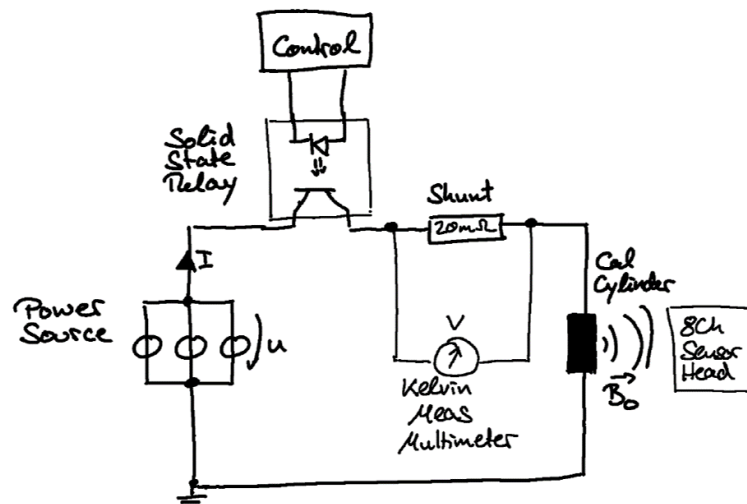 Control
Solid
State
Relay
Shunt
20mΩ
I
Power
Source
u
V
Kelvin
Meas
Multimeter
Cal
Cylinder
B₀
8Ch
Sensor
Head